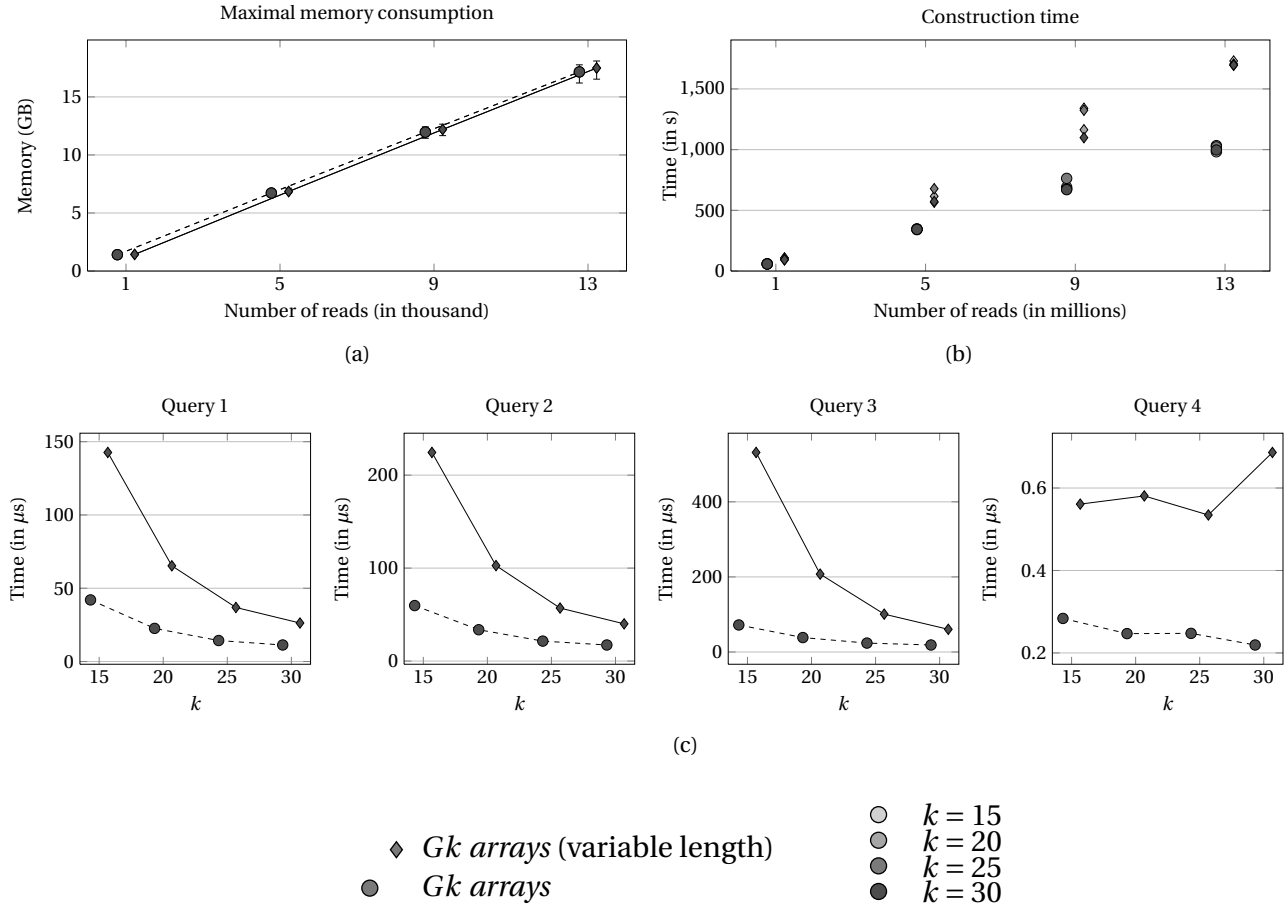 Maximal memory consumption
Memory (GB)
15
10
5
0
1 5 9 13
Number of reads (in thousand)
(a)
Construction time
Time (in s)
1,500
1,000
500
0
1 5 9 13
Number of reads (in millions)
(b)
Query 1
Time (in μs)
150
100
50
0
15 20 25 30
k
Query 2
Time (in μs)
200
100
0
15 20 25 30
k
Query 3
Time (in μs)
400
200
0
15 20 25 30
k
Query 4
Time (in μs)
0.6
0.4
0.2
15 20 25 30
k
(c)
Gk arrays (variable length)
Gk arrays
k = 15
k = 20
k = 25
k = 30